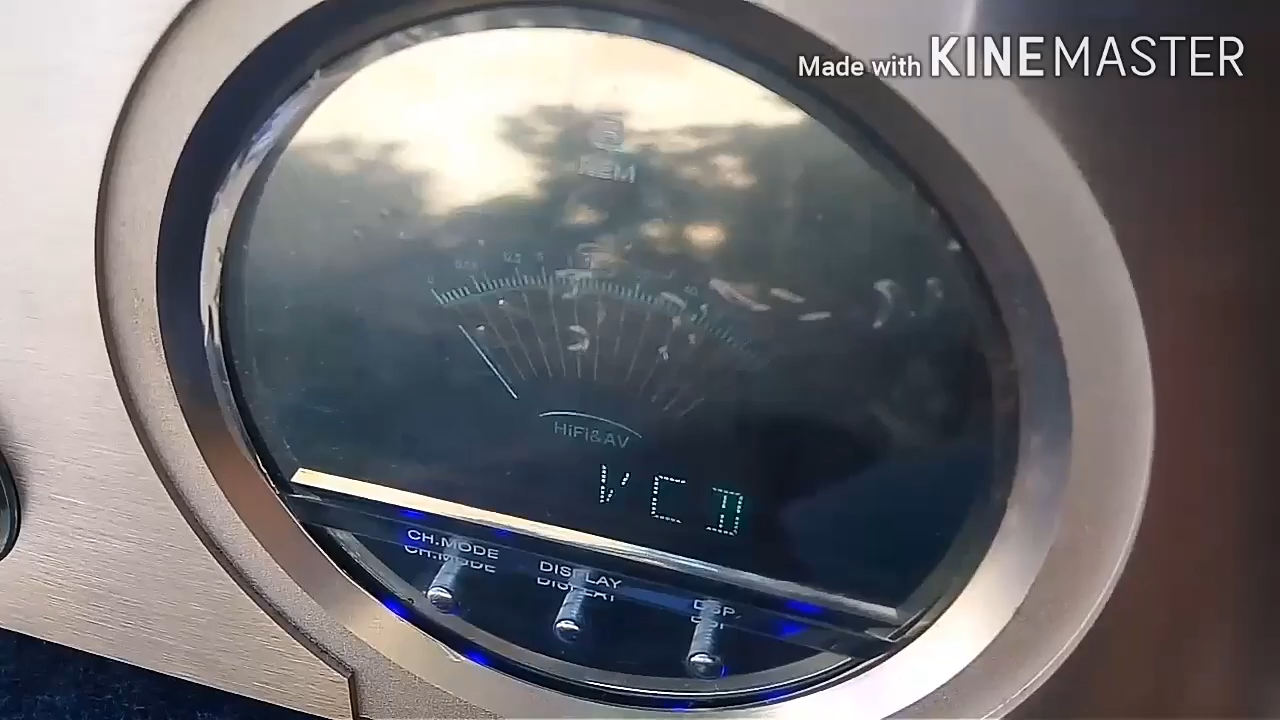 Made with KINEMASTER
HiFi&AV
VCD
CH.MODE
DISPLAY
DSP